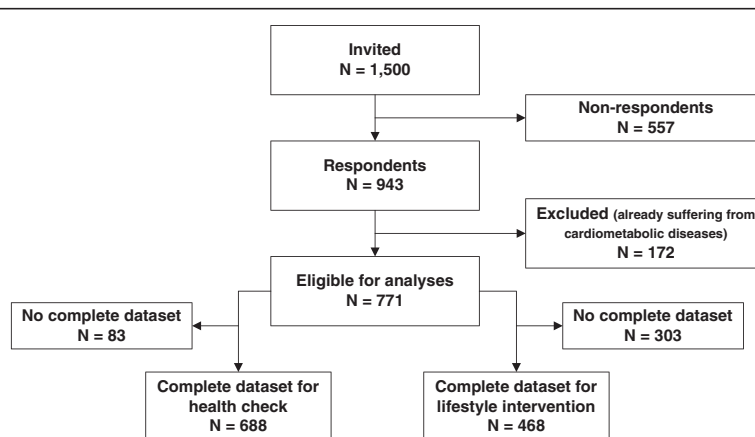 Invited
N = 1,500
Non-respondents
N = 557
Respondents
N = 943
Excluded (already suffering from
cardiometabolic diseases)
N = 172
Eligible for analyses
N = 771
No complete dataset
N = 83
No complete dataset
N = 303
Complete dataset for
health check
N = 688
Complete dataset for
lifestyle intervention
N = 468